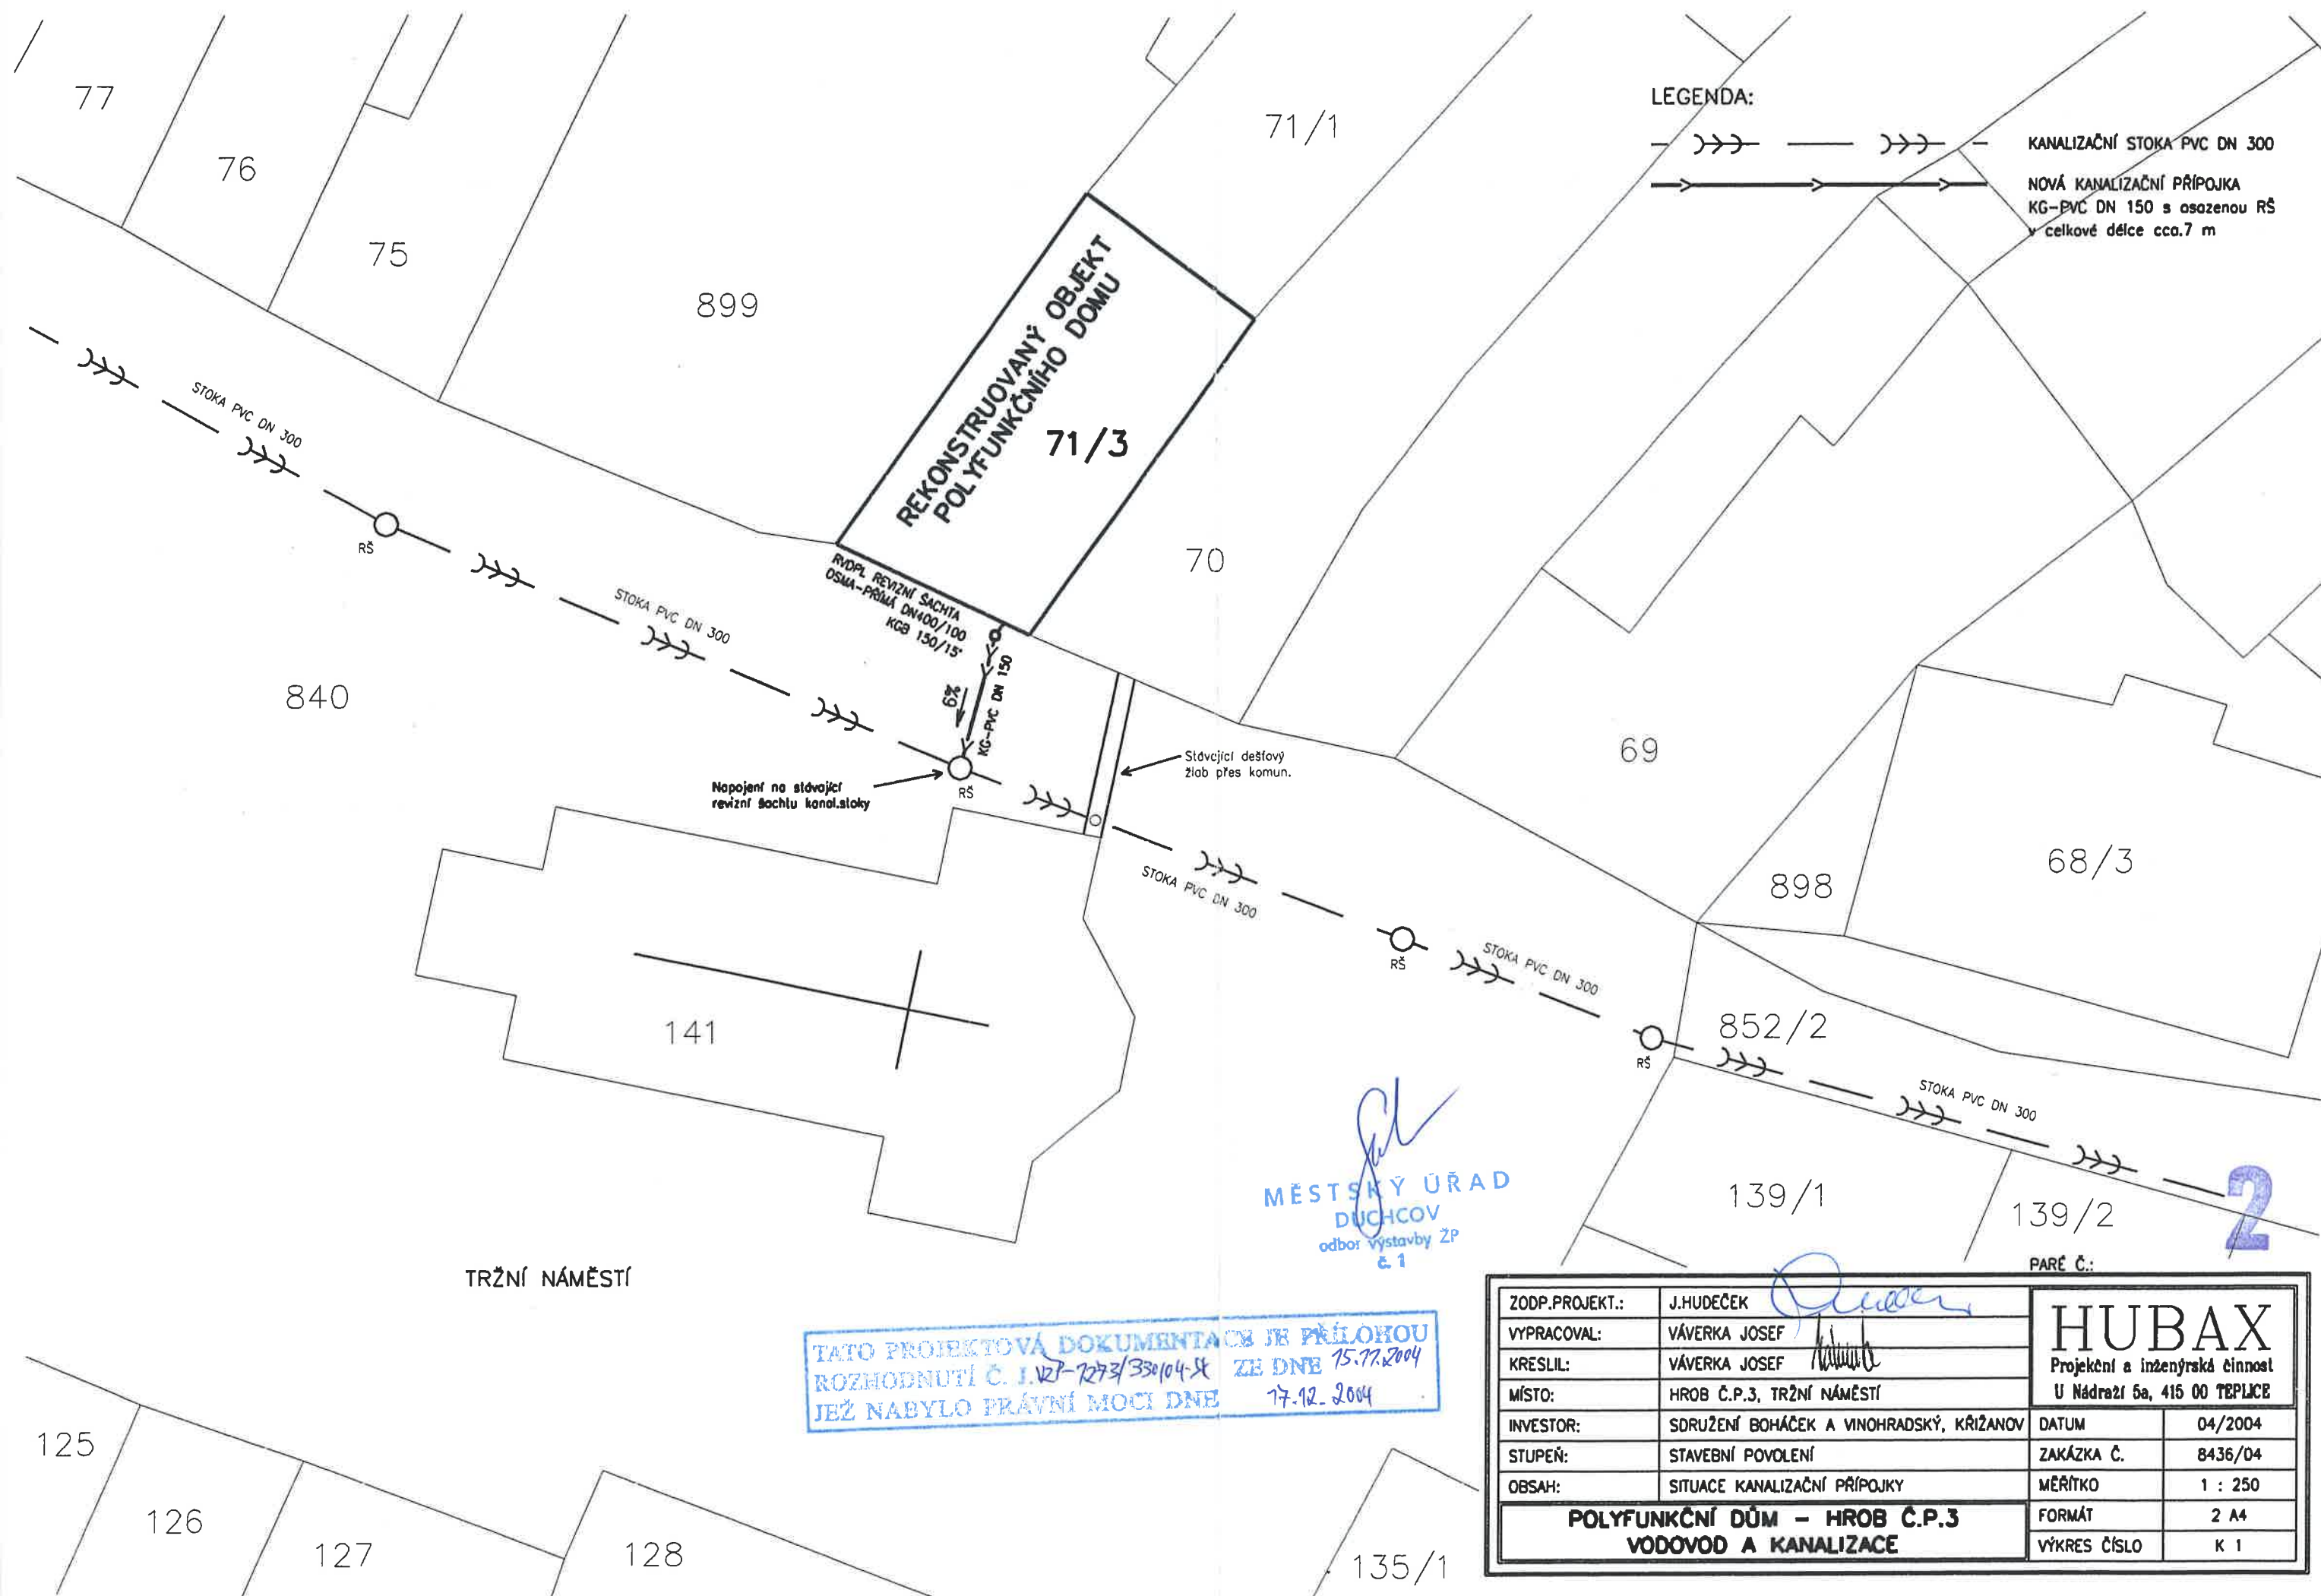 77
76
75
899
71/1
LEGENDA:
KANALIZAČNÍ STOKA PVC DN 300
NOVÁ KANALIZAČNÍ PŘÍPOJKA
KG-PVC DN 150 s osazenou RŠ
v celkové délce cca.7 m
REKONSTRUOVANÝ OBJEKT
POLYFUNKČNÍHO DOMU
71/3
70
STOKA PVC DN 300
RŠ
STOKA PVC DN 300
RVDPL REVIZNÍ ŠACHTA
OSMA-PŘÍMÁ DN400/100
KGB 150/15°
6%
KG-PVC DN 150
840
Napojení na stávající
revizní šachtu kanal.stoky
RŠ
Stávající dešťový
žlab přes komun.
69
68/3
898
STOKA PVC DN 300
RŠ
STOKA PVC DN 300
141
852/2
RŠ
STOKA PVC DN 300
139/1
139/2
2
MĚSTSKÝ ÚŘAD
DUCHCOV
odbor výstavby ŽP
č. 1
TRŽNÍ NÁMĚSTÍ
TATO PROJEKTOVÁ DOKUMENTACE JE PŘÍLOHOU
ROZHODNUTÍ Č. J. ZE DNE 15.11.2004
JEŽ NABYLO PRÁVNÍ MOCI DNE 17.12.2004
125
126
127
128
135/1
PARÉ Č.:
ZODP.PROJEKT.: J.HUDEČEK
VYPRACOVAL: VÁVERKA JOSEF
KRESLIL: VÁVERKA JOSEF
MÍSTO: HROB Č.P.3, TRŽNÍ NÁMĚSTÍ
INVESTOR: SDRUŽENÍ BOHÁČEK A VINOHRADSKÝ, KŘIŽANOV
STUPEŇ: STAVEBNÍ POVOLENÍ
OBSAH: SITUACE KANALIZAČNÍ PŘÍPOJKY
POLYFUNKČNÍ DŮM – HROB Č.P.3
VODOVOD A KANALIZACE
HUBAX
Projekční a inženýrská činnost
U Nádraží 5a, 415 00 TEPLICE
DATUM 04/2004
ZAKÁZKA Č. 8436/04
MĚŘÍTKO 1 : 250
FORMÁT 2 A4
VÝKRES ČÍSLO K 1